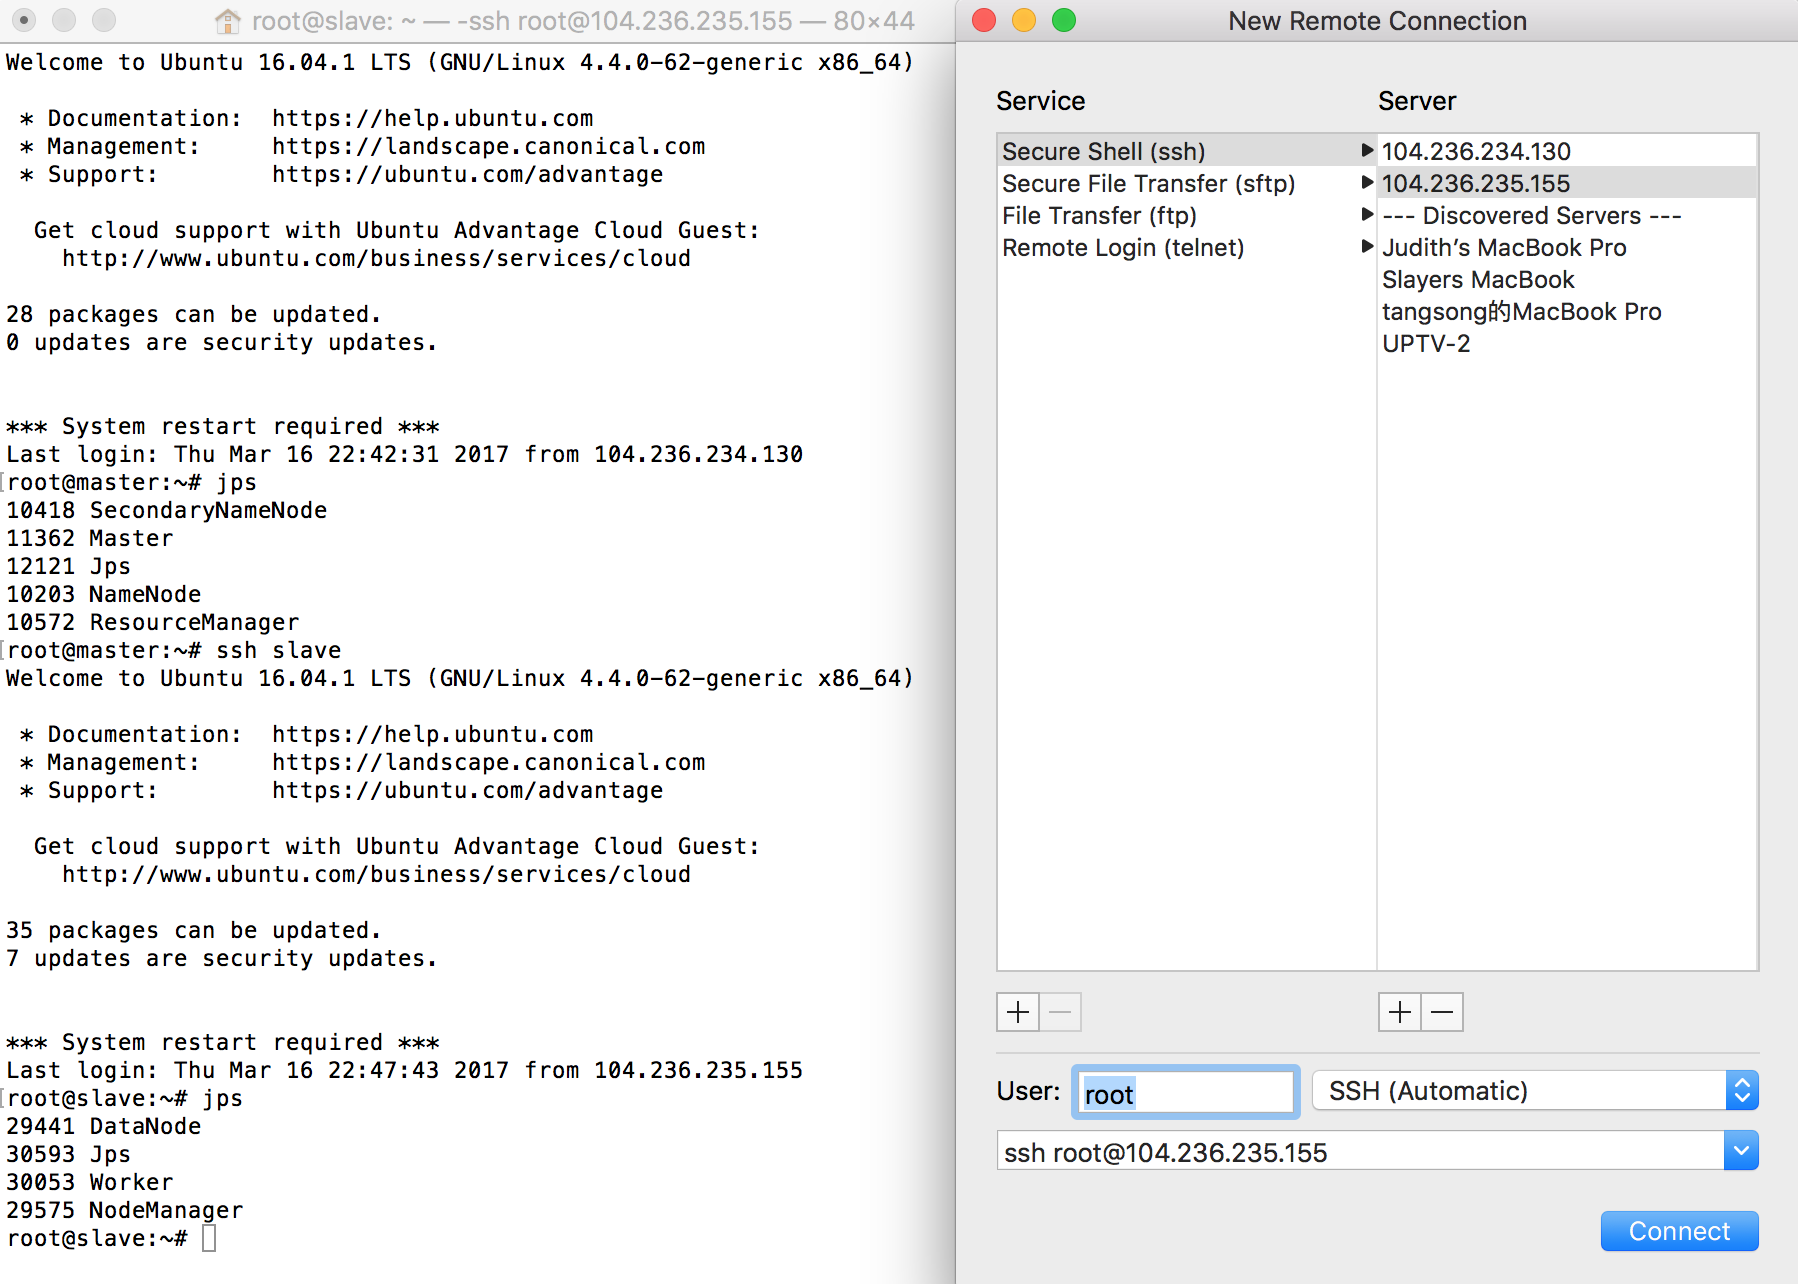 root@slave: ~ — -ssh root@104.236.235.155 — 80×44
Welcome to Ubuntu 16.04.1 LTS (GNU/Linux 4.4.0-62-generic x86_64)
* Documentation: https://help.ubuntu.com
* Management: https://landscape.canonical.com
* Support: https://ubuntu.com/advantage
Get cloud support with Ubuntu Advantage Cloud Guest:
http://www.ubuntu.com/business/services/cloud
28 packages can be updated.
0 updates are security updates.
*** System restart required ***
Last login: Thu Mar 16 22:42:31 2017 from 104.236.234.130
[root@master:~# jps
10418 SecondaryNameNode
11362 Master
12121 Jps
10203 NameNode
10572 ResourceManager
[root@master:~# ssh slave
Welcome to Ubuntu 16.04.1 LTS (GNU/Linux 4.4.0-62-generic x86_64)
* Documentation: https://help.ubuntu.com
* Management: https://landscape.canonical.com
* Support: https://ubuntu.com/advantage
Get cloud support with Ubuntu Advantage Cloud Guest:
http://www.ubuntu.com/business/services/cloud
35 packages can be updated.
7 updates are security updates.
*** System restart required ***
Last login: Thu Mar 16 22:47:43 2017 from 104.236.235.155
[root@slave:~# jps
29441 DataNode
30593 Jps
30053 Worker
29575 NodeManager
root@slave:~#
New Remote Connection
Service
Secure Shell (ssh)
Secure File Transfer (sftp)
File Transfer (ftp)
Remote Login (telnet)
Server
104.236.234.130
104.236.235.155
--- Discovered Servers ---
Judith’s MacBook Pro
Slayers MacBook
tangsong的MacBook Pro
UPTV-2
User: root
SSH (Automatic)
ssh root@104.236.235.155
Connect